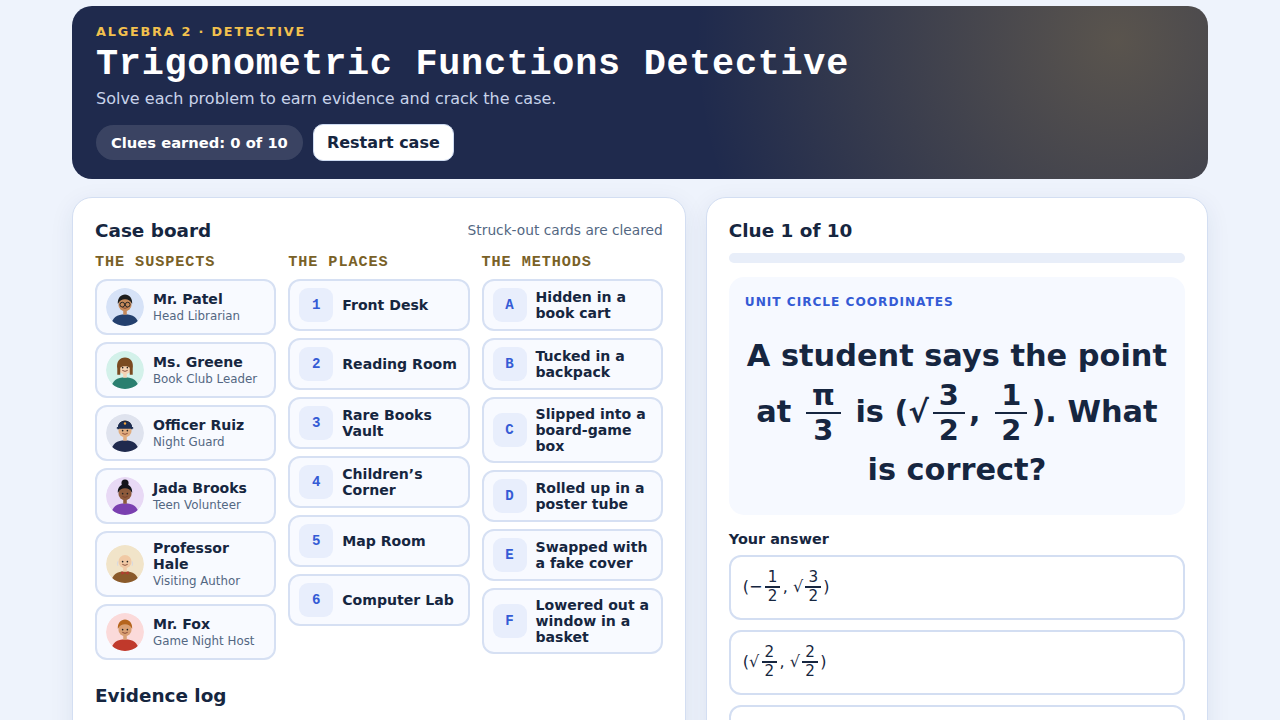 ALGEBRA 2 · DETECTIVE
Trigonometric Functions Detective
Solve each problem to earn evidence and crack the case.
Clues earned: 0 of 10
Restart case
Case board
Struck-out cards are cleared
THE SUSPECTS
Mr. Patel
Head Librarian
Ms. Greene
Book Club Leader
Officer Ruiz
Night Guard
Jada Brooks
Teen Volunteer
Professor
Hale
Visiting Author
Mr. Fox
Game Night Host
THE PLACES
1 Front Desk
2 Reading Room
3 Rare Books
Vault
4 Children’s
Corner
5 Map Room
6 Computer Lab
THE METHODS
A Hidden in a
book cart
B Tucked in a
backpack
C Slipped into a
board-game
box
D Rolled up in a
poster tube
E Swapped with
a fake cover
F Lowered out a
window in a
basket
Evidence log
Clue 1 of 10
UNIT CIRCLE COORDINATES
A student says the point
at π/3 is (√3/2, 1/2). What
is correct?
Your answer
(−1/2, √3/2)
(√2/2, √2/2)